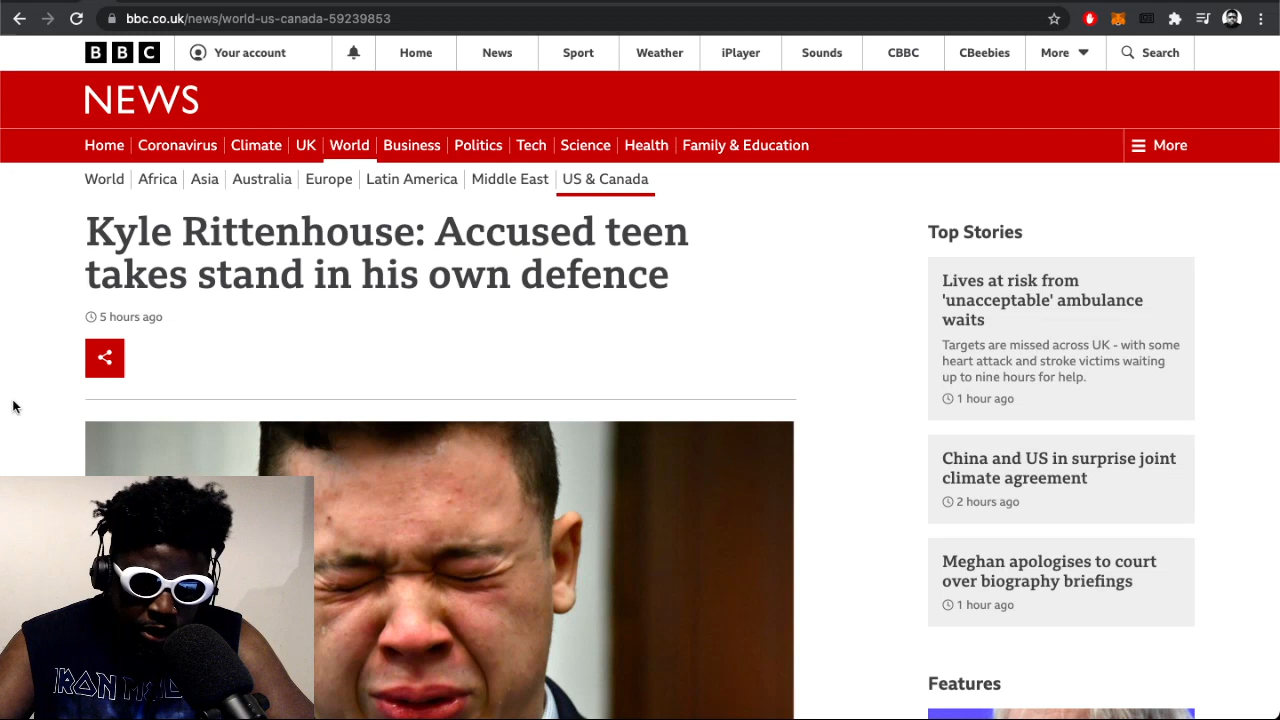 bbc.co.uk/news/world-us-canada-59239853
BBC Your account Home News Sport Weather iPlayer Sounds CBBC CBeebies More Search
NEWS
Home Coronavirus Climate UK World Business Politics Tech Science Health Family & Education More
World Africa Asia Australia Europe Latin America Middle East US & Canada
Kyle Rittenhouse: Accused teen
takes stand in his own defence
5 hours ago
Top Stories
Lives at risk from
'unacceptable' ambulance
waits
Targets are missed across UK - with some
heart attack and stroke victims waiting
up to nine hours for help.
1 hour ago
China and US in surprise joint
climate agreement
2 hours ago
Meghan apologises to court
over biography briefings
1 hour ago
Features
IRON MAID